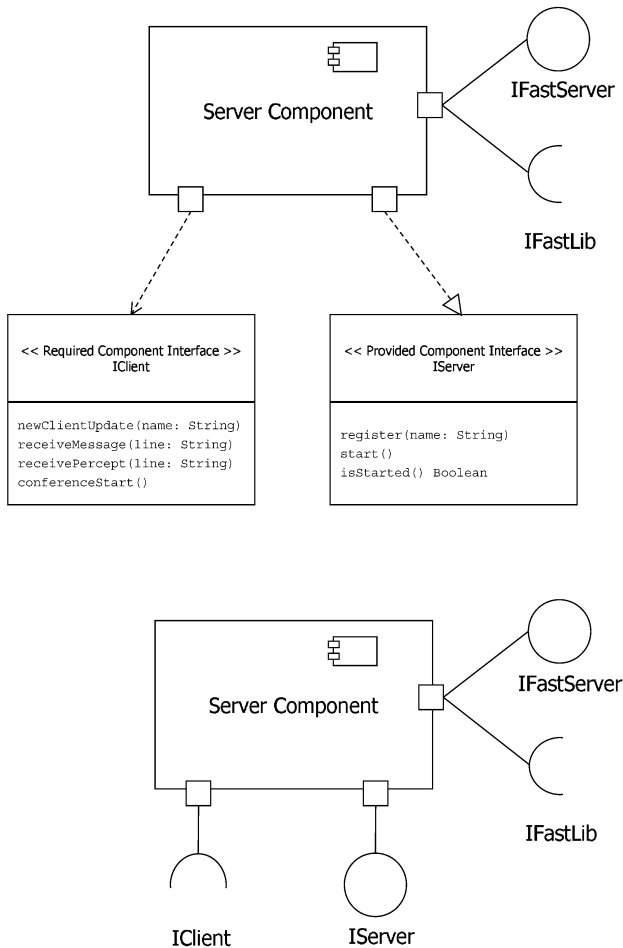 IFastServer
Server Component
IFastLib
<< Required Component Interface >>
IClient
newClientUpdate(name: String)
receiveMessage(line: String)
receivePercept(line: String)
conferenceStart()
<< Provided Component Interface >>
IServer
register(name: String)
start()
isStarted() Boolean
IFastServer
Server Component
IFastLib
IClient
IServer